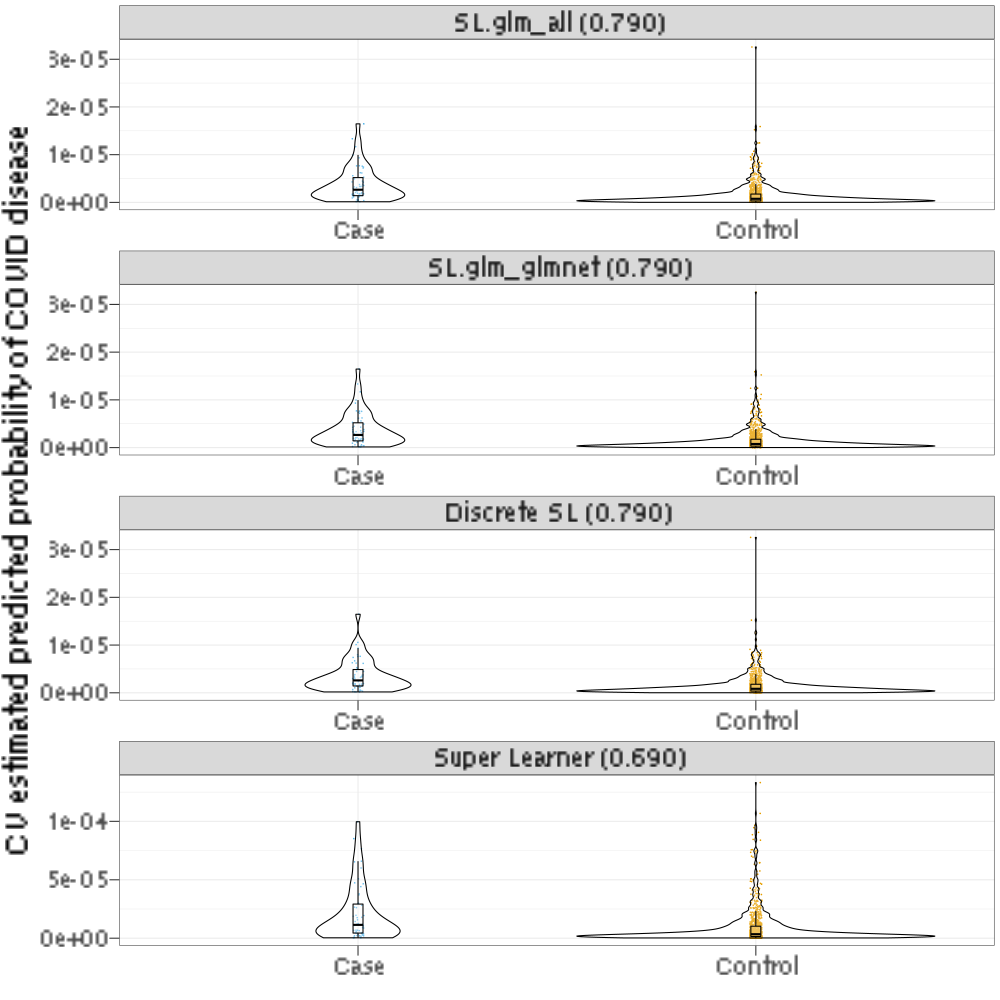 CV estimated predicted probability of COVID disease
SL.glm_all (0.790)
3e-05
2e-05
1e-05
0e+00
Case Control
SL.glm_glmnet (0.790)
3e-05
2e-05
1e-05
0e+00
Case Control
Discrete SL (0.790)
3e-05
2e-05
1e-05
0e+00
Case Control
Super Learner (0.690)
1e-04
5e-05
0e+00
Case Control